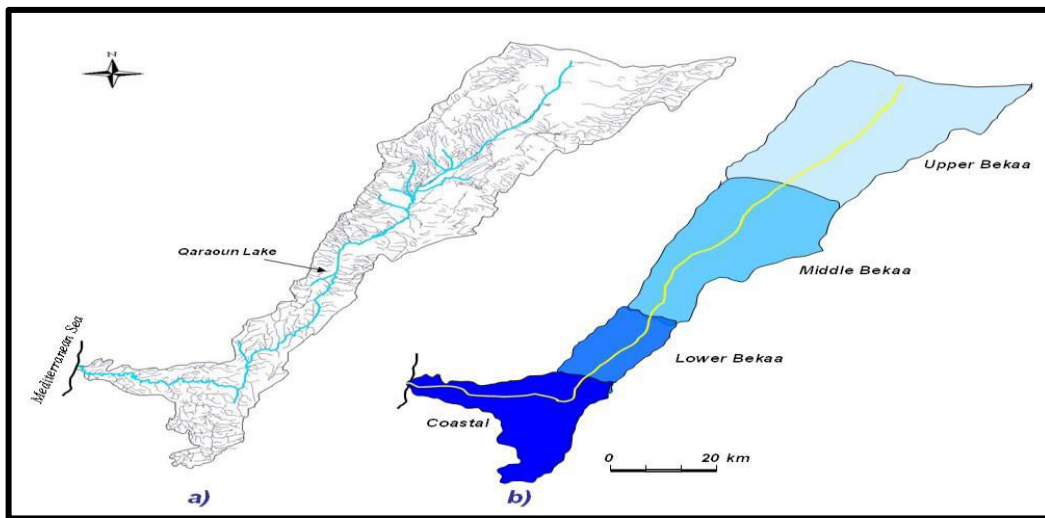 N
Qaraoun Lake
Mediterranean Sea
a)
Upper Bekaa
Middle Bekaa
Lower Bekaa
Coastal
0 20 km
b)